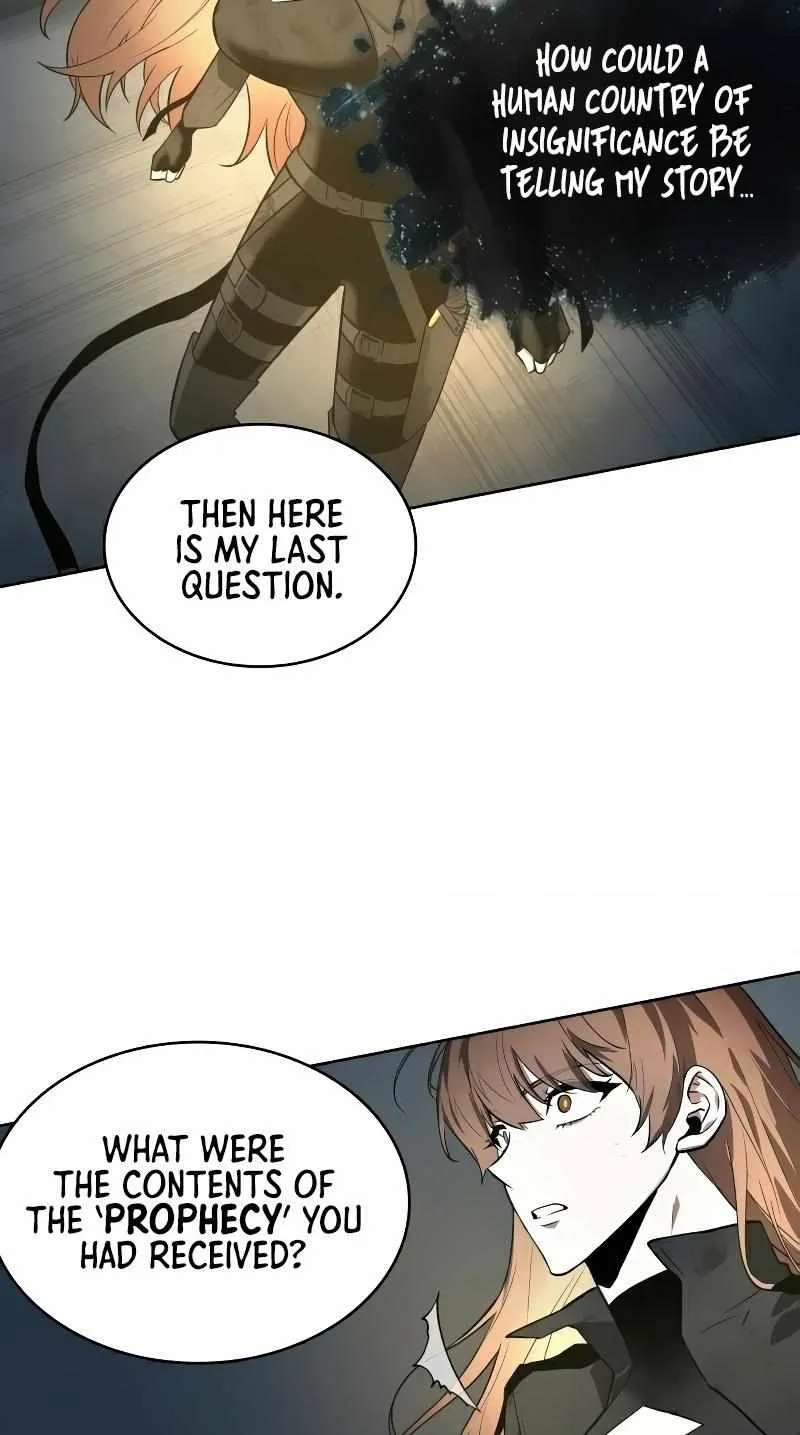 HOW COULD A
HUMAN COUNTRY OF
INSIGNIFICANCE BE
TELLING MY STORY...
THEN HERE
IS MY LAST
QUESTION.
WHAT WERE
THE CONTENTS OF
THE 'PROPHECY' YOU
HAD RECEIVED?